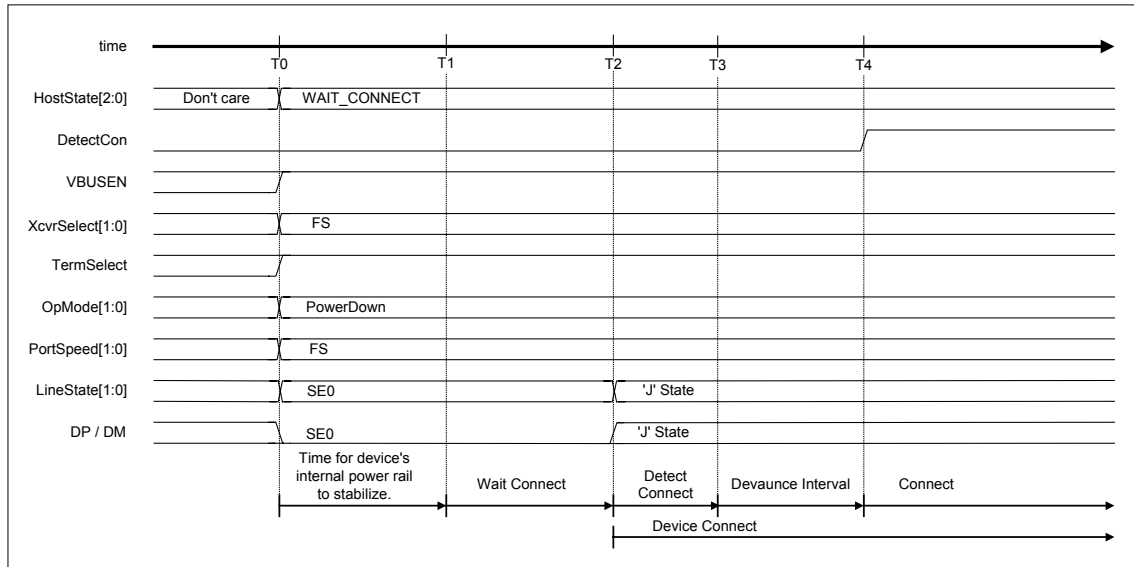 time
T0
T1
T2
T3
T4
HostState[2:0]
Don't care
WAIT_CONNECT
DetectCon
VBUSEN
XcvrSelect[1:0]
FS
TermSelect
OpMode[1:0]
PowerDown
PortSpeed[1:0]
FS
LineState[1:0]
SE0
'J' State
DP / DM
SE0
'J' State
Time for device's
internal power rail
to stabilize.
Wait Connect
Detect
Connect
Devaunce Interval
Connect
Device Connect